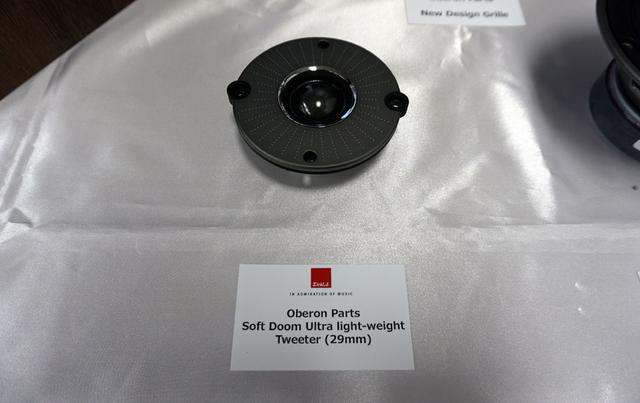 New Design Grille
DALI
IN ADMIRATION OF MUSIC
Oberon Parts
Soft Doom Ultra light-weight
Tweeter (29mm)